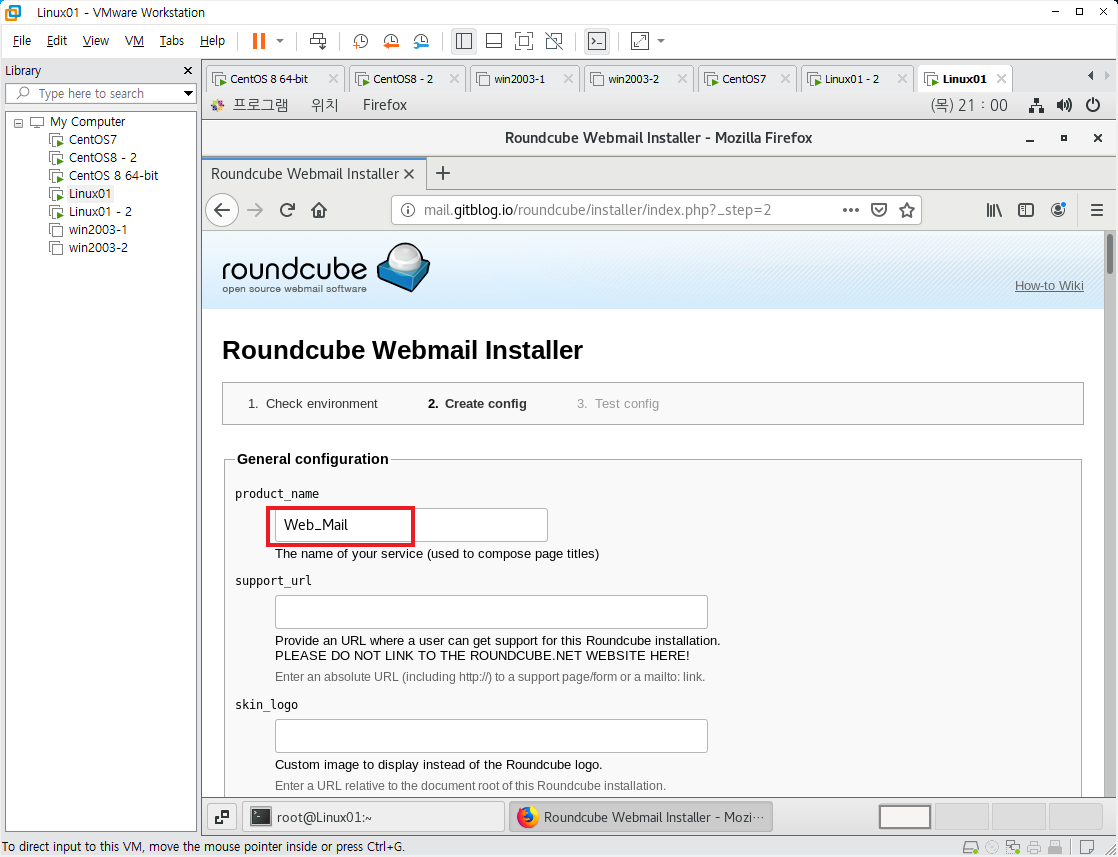 Linux01 - VMware Workstation
File Edit View VM Tabs Help
Library
Type here to search
My Computer
CentOS7
CentOS8 - 2
CentOS 8 64-bit
Linux01
Linux01 - 2
win2003-1
win2003-2
CentOS 8 64-bit CentOS8 - 2 win2003-1 win2003-2 CentOS7 Linux01 - 2 Linux01
프로그램 위치 Firefox (목) 21 : 00
Roundcube Webmail Installer - Mozilla Firefox
Roundcube Webmail Installer
mail.gitblog.io/roundcube/installer/index.php?_step=2
roundcube
open source webmail software
How-to Wiki
Roundcube Webmail Installer
1. Check environment 2. Create config 3. Test config
General configuration
product_name
Web_Mail
The name of your service (used to compose page titles)
support_url
Provide an URL where a user can get support for this Roundcube installation.
PLEASE DO NOT LINK TO THE ROUNDCUBE.NET WEBSITE HERE!
Enter an absolute URL (including http://) to a support page/form or a mailto: link.
skin_logo
Custom image to display instead of the Roundcube logo.
Enter a URL relative to the document root of this Roundcube installation.
root@Linux01:~ Roundcube Webmail Installer - Mozi···
To direct input to this VM, move the mouse pointer inside or press Ctrl+G.